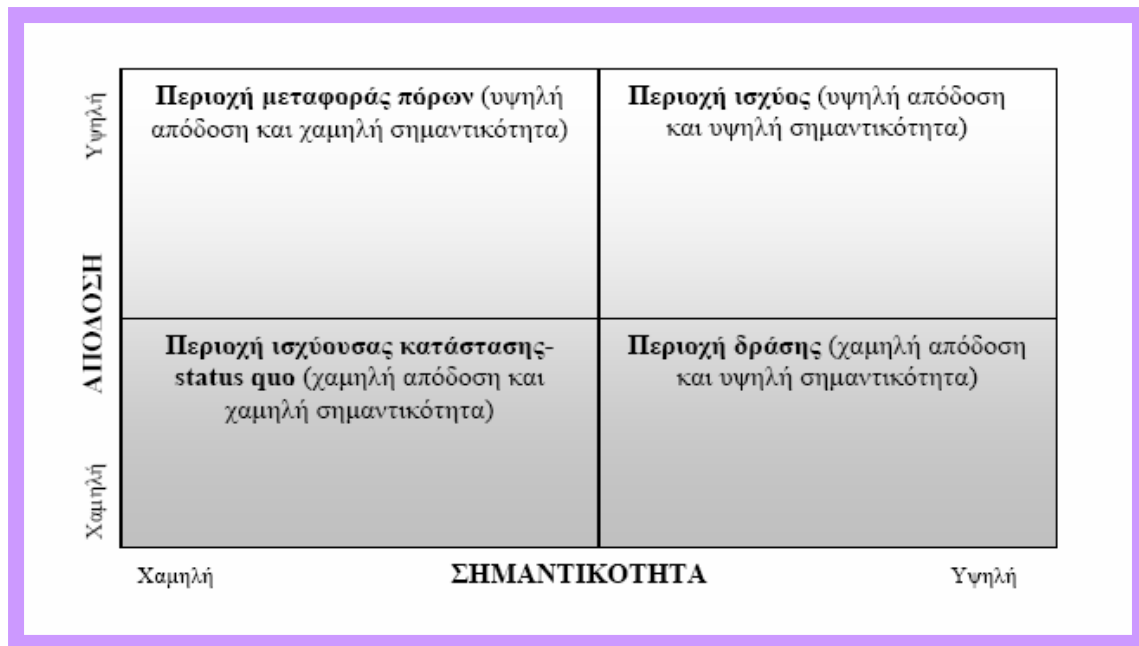 Υψηλή
Περιοχή μεταφοράς πόρων (υψηλή
απόδοση και χαμηλή σημαντικότητα)
Περιοχή ισχύος (υψηλή απόδοση
και υψηλή σημαντικότητα)
ΑΠΟΔΟΣΗ
Περιοχή ισχύουσας κατάστασης-
status quo (χαμηλή απόδοση και
χαμηλή σημαντικότητα)
Περιοχή δράσης (χαμηλή απόδοση
και υψηλή σημαντικότητα)
Χαμηλή
Χαμηλή
ΣΗΜΑΝΤΙΚΟΤΗΤΑ
Υψηλή